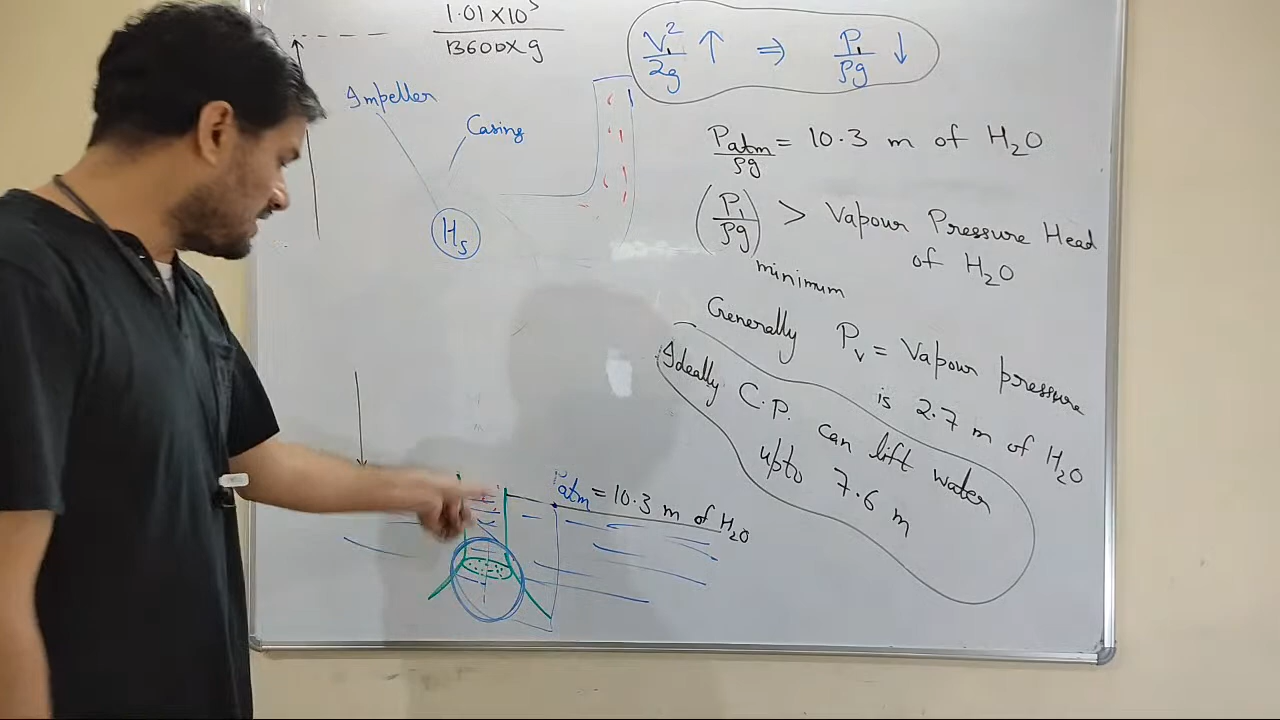 1.01 × 10⁵
13600 × g
V₁²/2g ↑ ⇒ P₁/ρg ↓
Impeller
Casing
Hs
Patm/ρg = 10.3 m of H₂O
(P₁/ρg) > Vapour Pressure Head
minimum
of H₂O
Generally Pv = Vapour pressure
is 2.7 m of H₂O
Ideally C.P. can lift water
upto 7.6 m
Patm = 10.3 m of H₂O